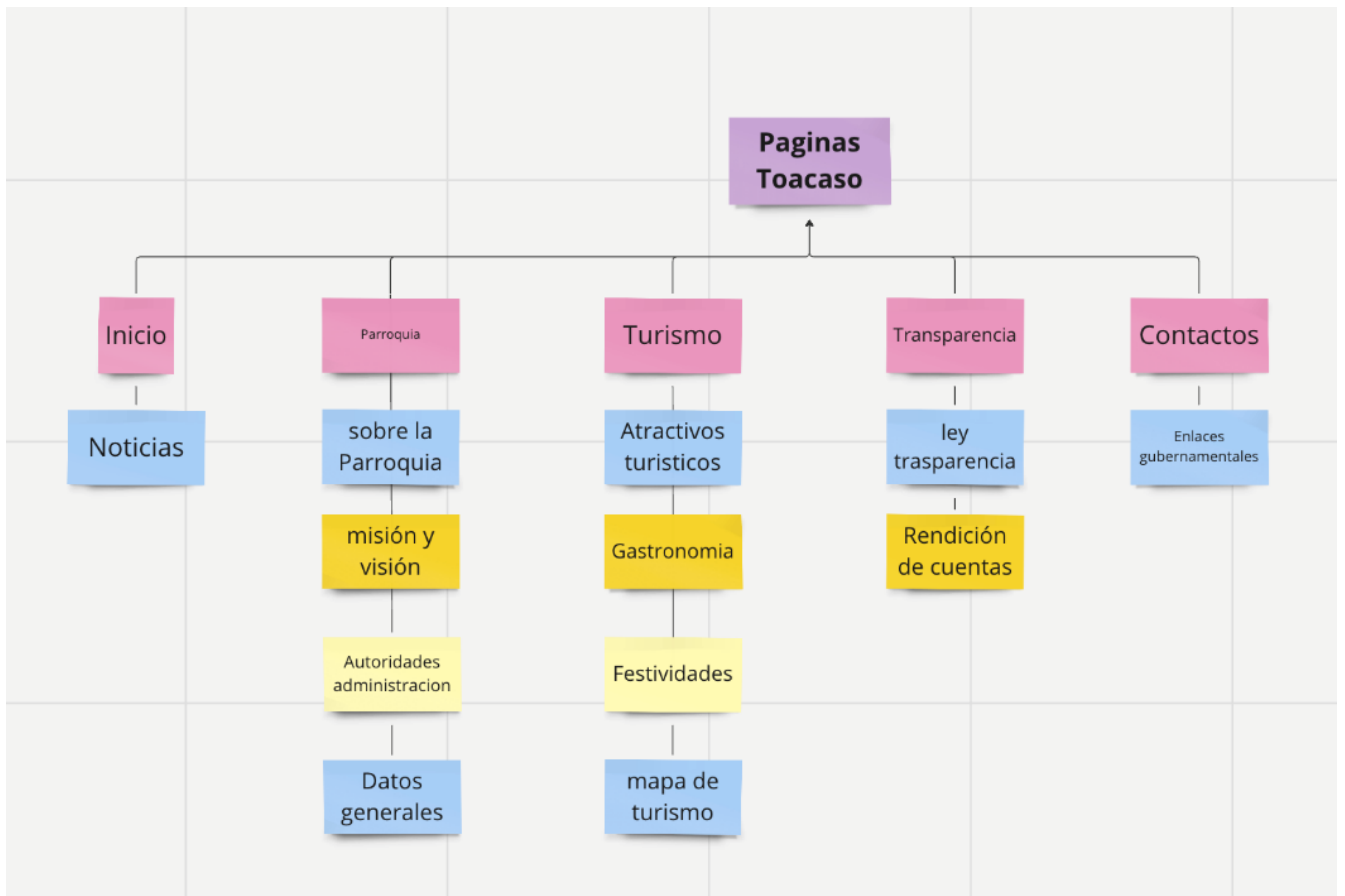 Paginas
Toacaso
Inicio
Parroquia
Turismo
Transparencia
Contactos
Noticias
sobre la
Parroquia
Atractivos
turisticos
ley
trasparencia
Enlaces
gubernamentales
misión y
visión
Gastronomia
Rendición
de cuentas
Autoridades
administracion
Festividades
Datos
generales
mapa de
turismo